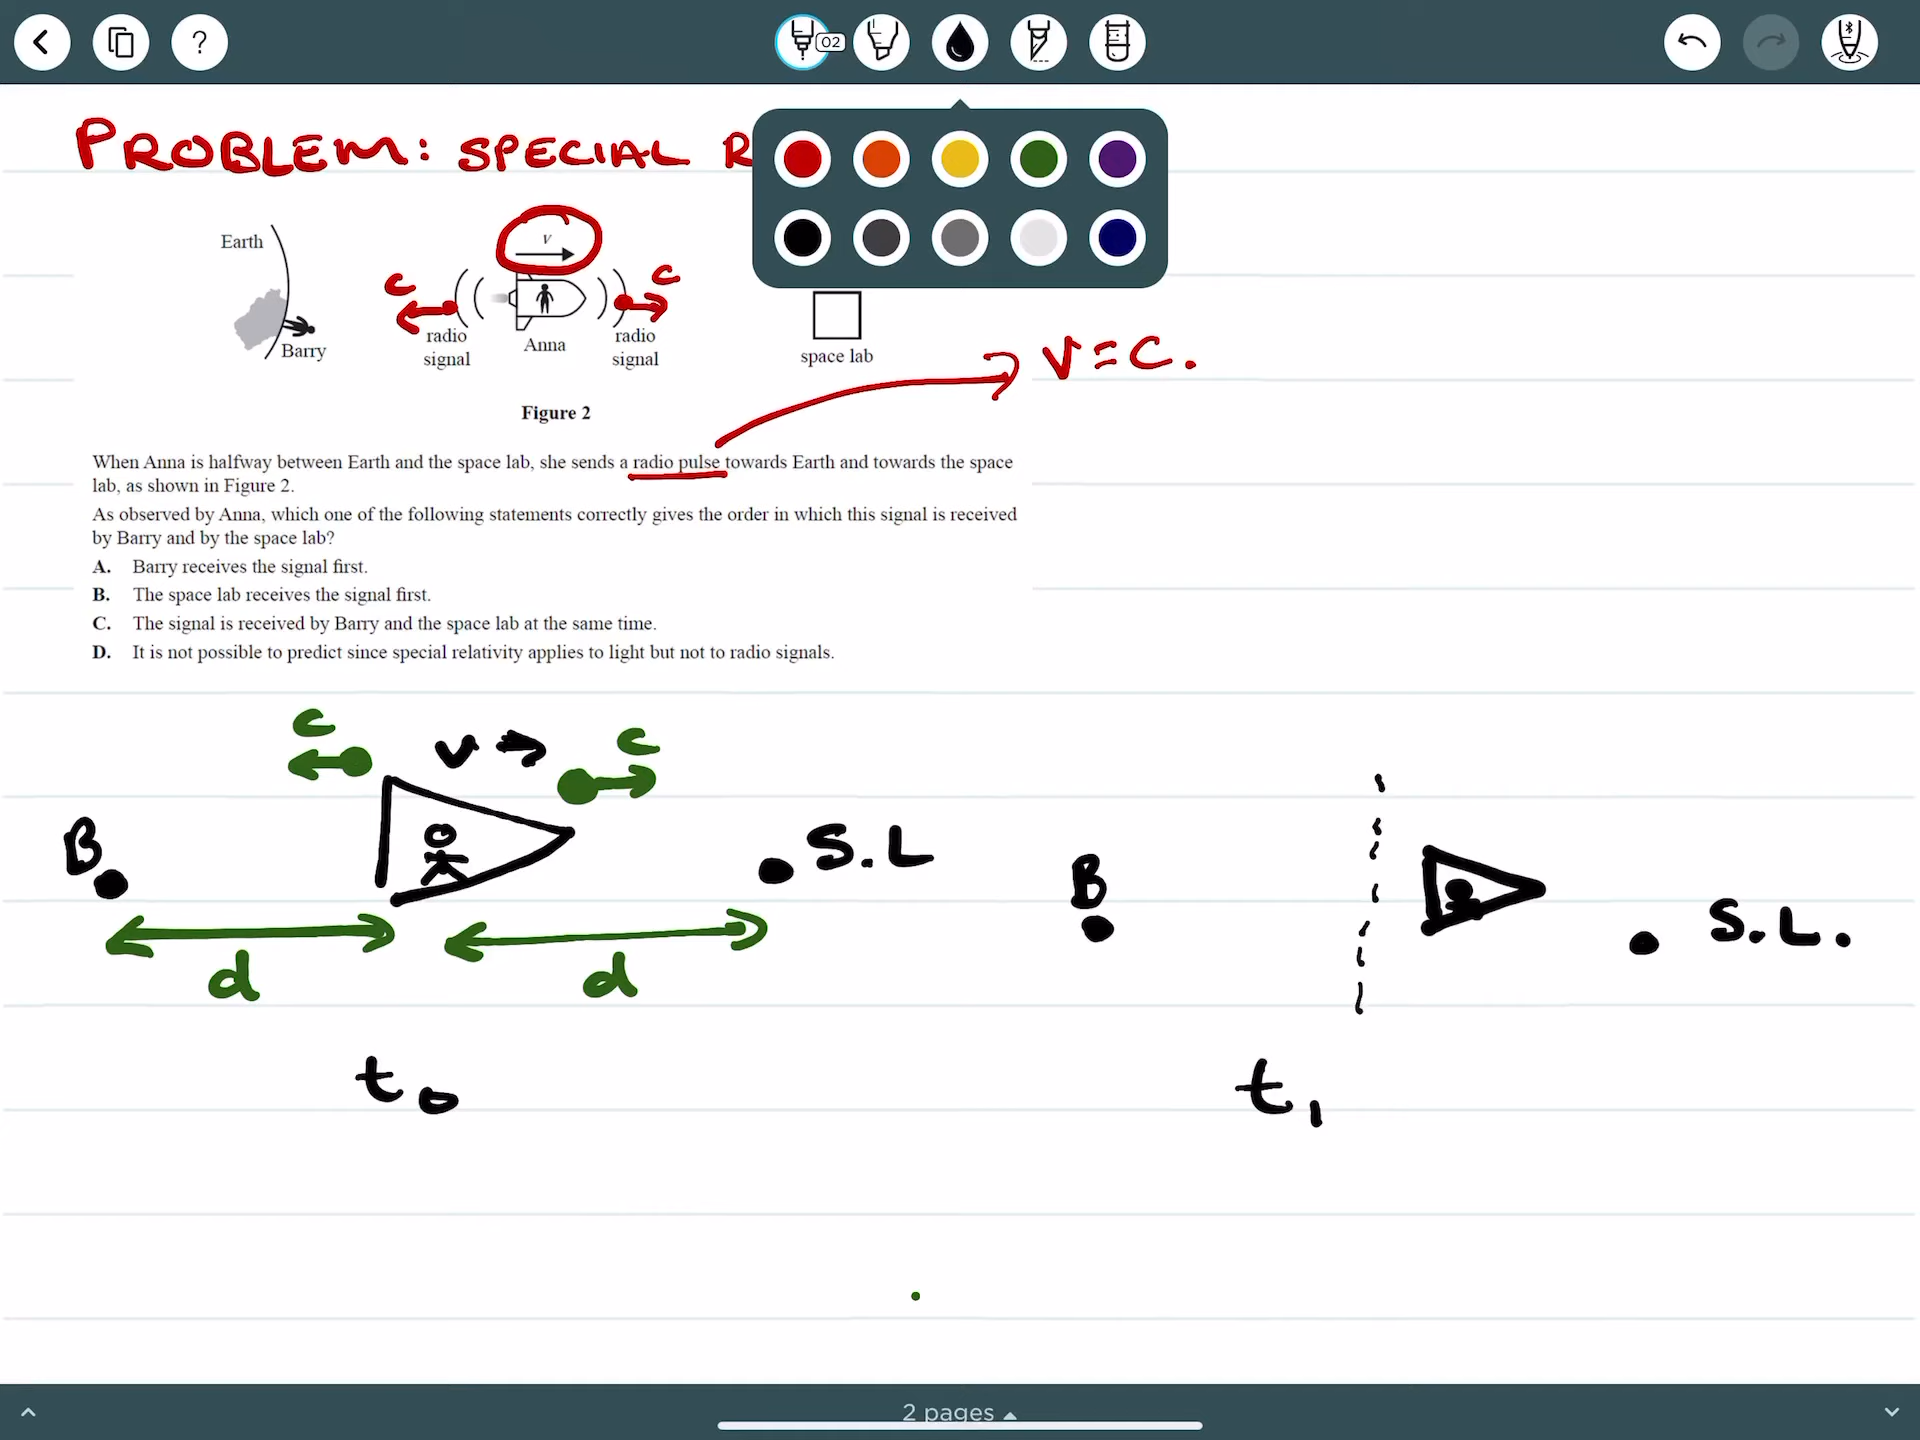 02
PROBLEM: SPECIAL R
Earth
v
c
c
radio
signal
Anna
radio
signal
Barry
space lab
v = c.
Figure 2
When Anna is halfway between Earth and the space lab, she sends a radio pulse towards Earth and towards the space
lab, as shown in Figure 2.
As observed by Anna, which one of the following statements correctly gives the order in which this signal is received
by Barry and by the space lab?
A. Barry receives the signal first.
B. The space lab receives the signal first.
C. The signal is received by Barry and the space lab at the same time.
D. It is not possible to predict since special relativity applies to light but not to radio signals.
c
v
c
B
S.L
d
d
t₀
B
S.L.
t₁
2 pages